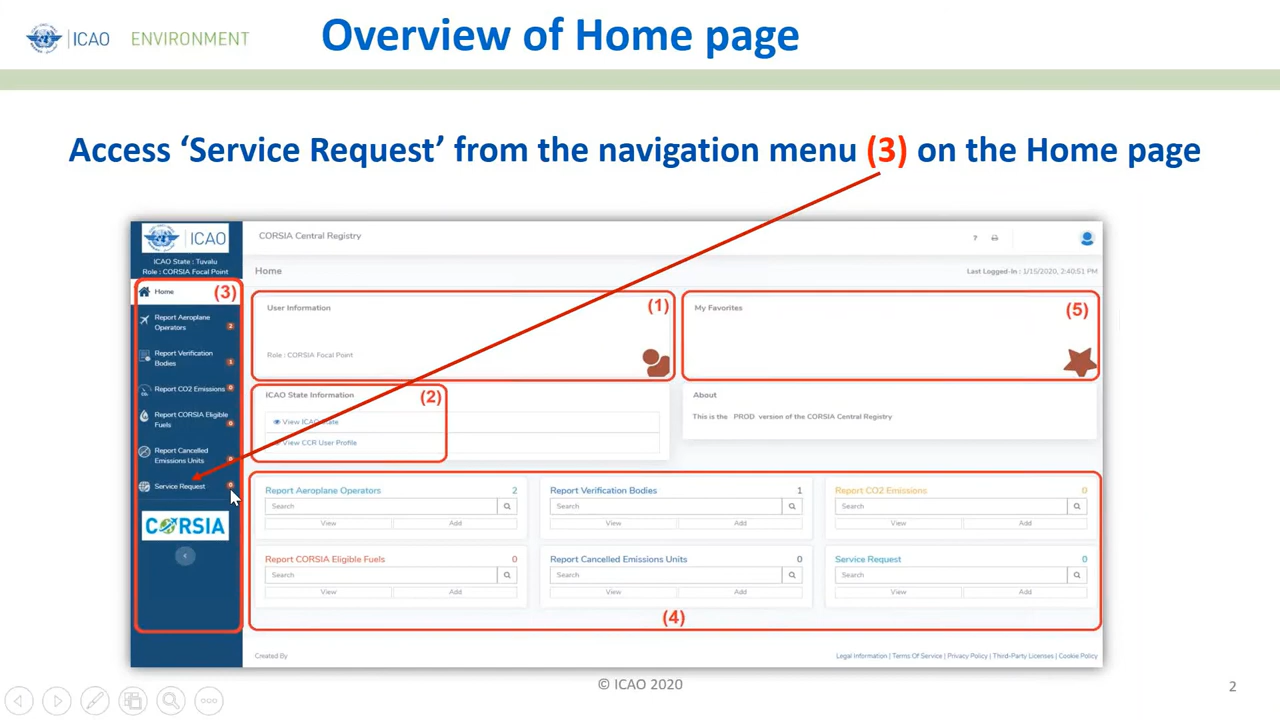 ICAO ENVIRONMENT
Overview of Home page
Access ‘Service Request’ from the navigation menu (3) on the Home page
ICAO
ICAO State : Tuvalu
Role : CORSIA Focal Point
CORSIA Central Registry
?
Home
Last Logged-In : 1/15/2020, 2:40:51 PM
Home
(3)
Report Aeroplane
Operators
2
Report Verification
Bodies
1
Report CO2 Emissions
0
Report CORSIA Eligible
Fuels
0
Report Cancelled
Emissions Units
0
Service Request
0
CORSIA
User Information
(1)
Role : CORSIA Focal Point
My Favorites
(5)
ICAO State Information
(2)
View ICAO State
View CCR User Profile
About
This is the PROD version of the CORSIA Central Registry
Report Aeroplane Operators 2
Search
View Add
Report Verification Bodies 1
Search
View Add
Report CO2 Emissions 0
Search
View Add
Report CORSIA Eligible Fuels 0
Search
View Add
Report Cancelled Emissions Units 0
Search
View Add
Service Request 0
Search
View Add
(4)
Created By
Legal Information | Terms Of Service | Privacy Policy | Third-Party Licenses | Cookie Policy
© ICAO 2020
2